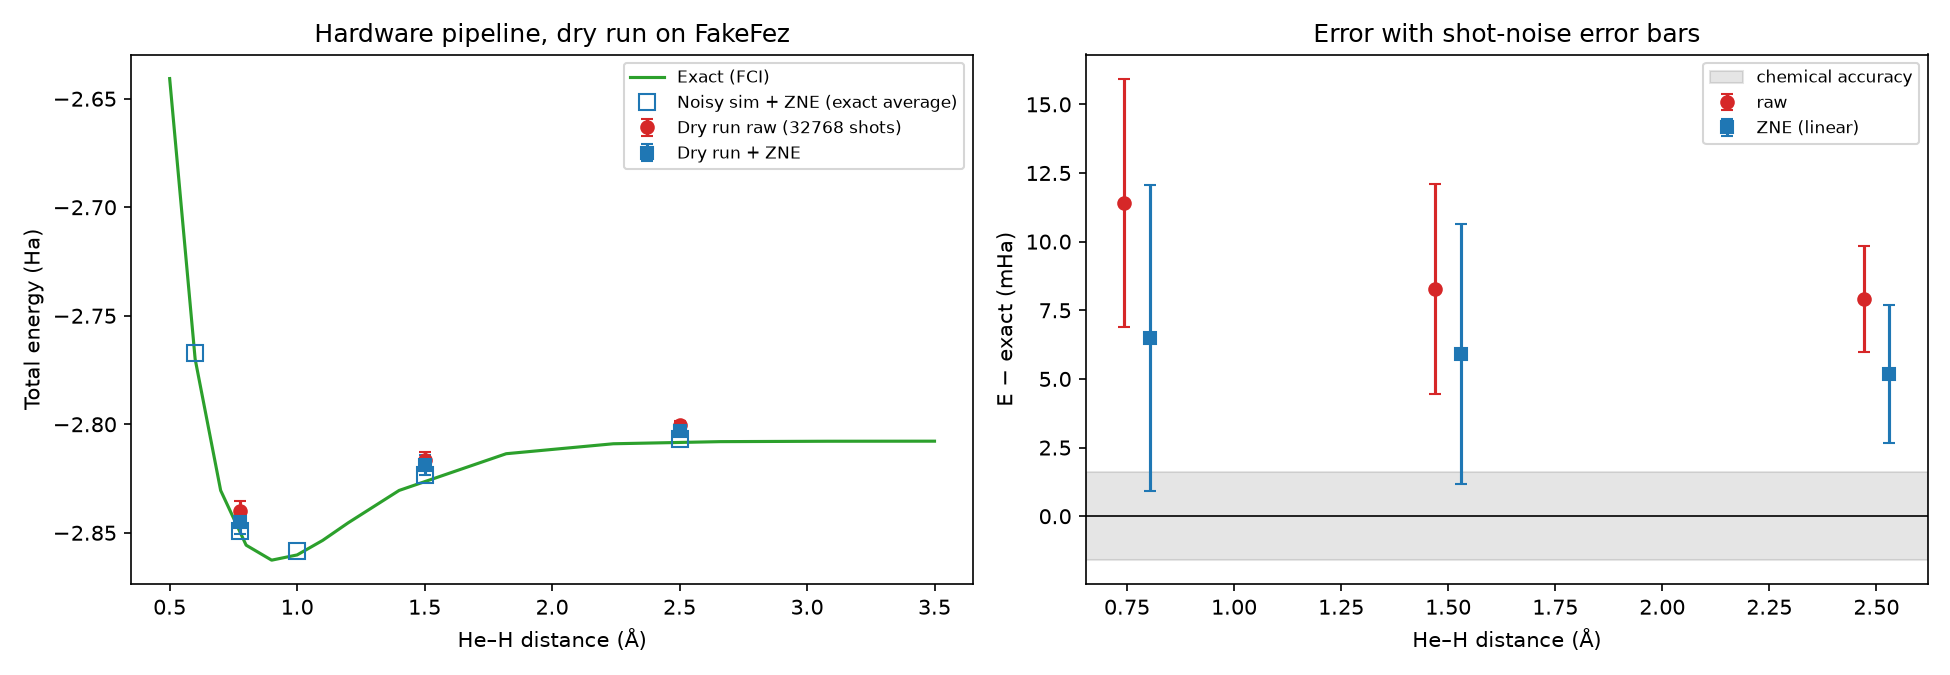 Hardware pipeline, dry run on FakeFez
Total energy (Ha)
−2.65
−2.70
−2.75
−2.80
−2.85
Exact (FCI)
Noisy sim + ZNE (exact average)
Dry run raw (32768 shots)
Dry run + ZNE
0.5 1.0 1.5 2.0 2.5 3.0 3.5
He–H distance (Å)
Error with shot-noise error bars
E − exact (mHa)
15.0
12.5
10.0
7.5
5.0
2.5
0.0
chemical accuracy
raw
ZNE (linear)
0.75 1.00 1.25 1.50 1.75 2.00 2.25 2.50
He–H distance (Å)